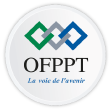 OFPPT
La voie de l'avenir